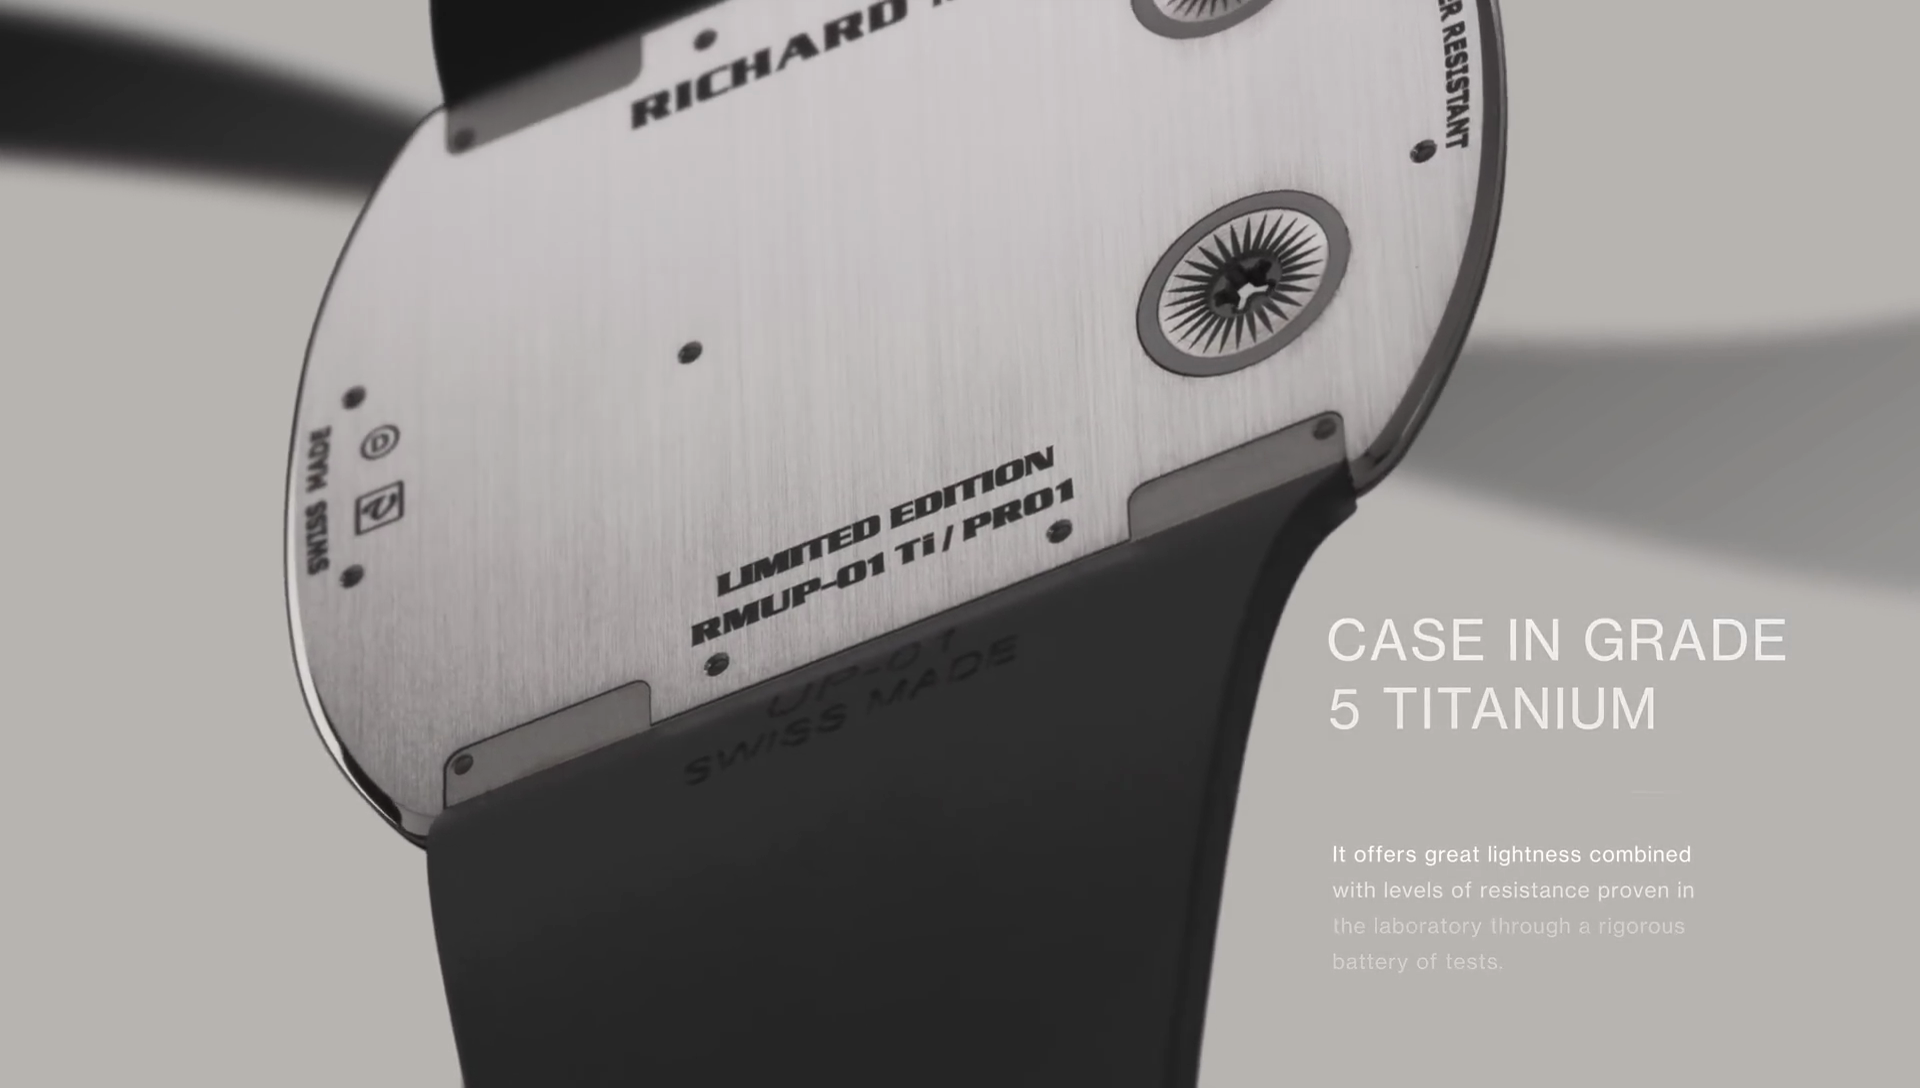 RICHARD
ER RESISTANT
SWISS MADE
D
LIMITED EDITION
RMUP-01 Ti / PR01
UP-01
SWISS MADE
CASE IN GRADE
5 TITANIUM
It offers great lightness combined
with levels of resistance proven in
the laboratory through a rigorous
battery of tests.